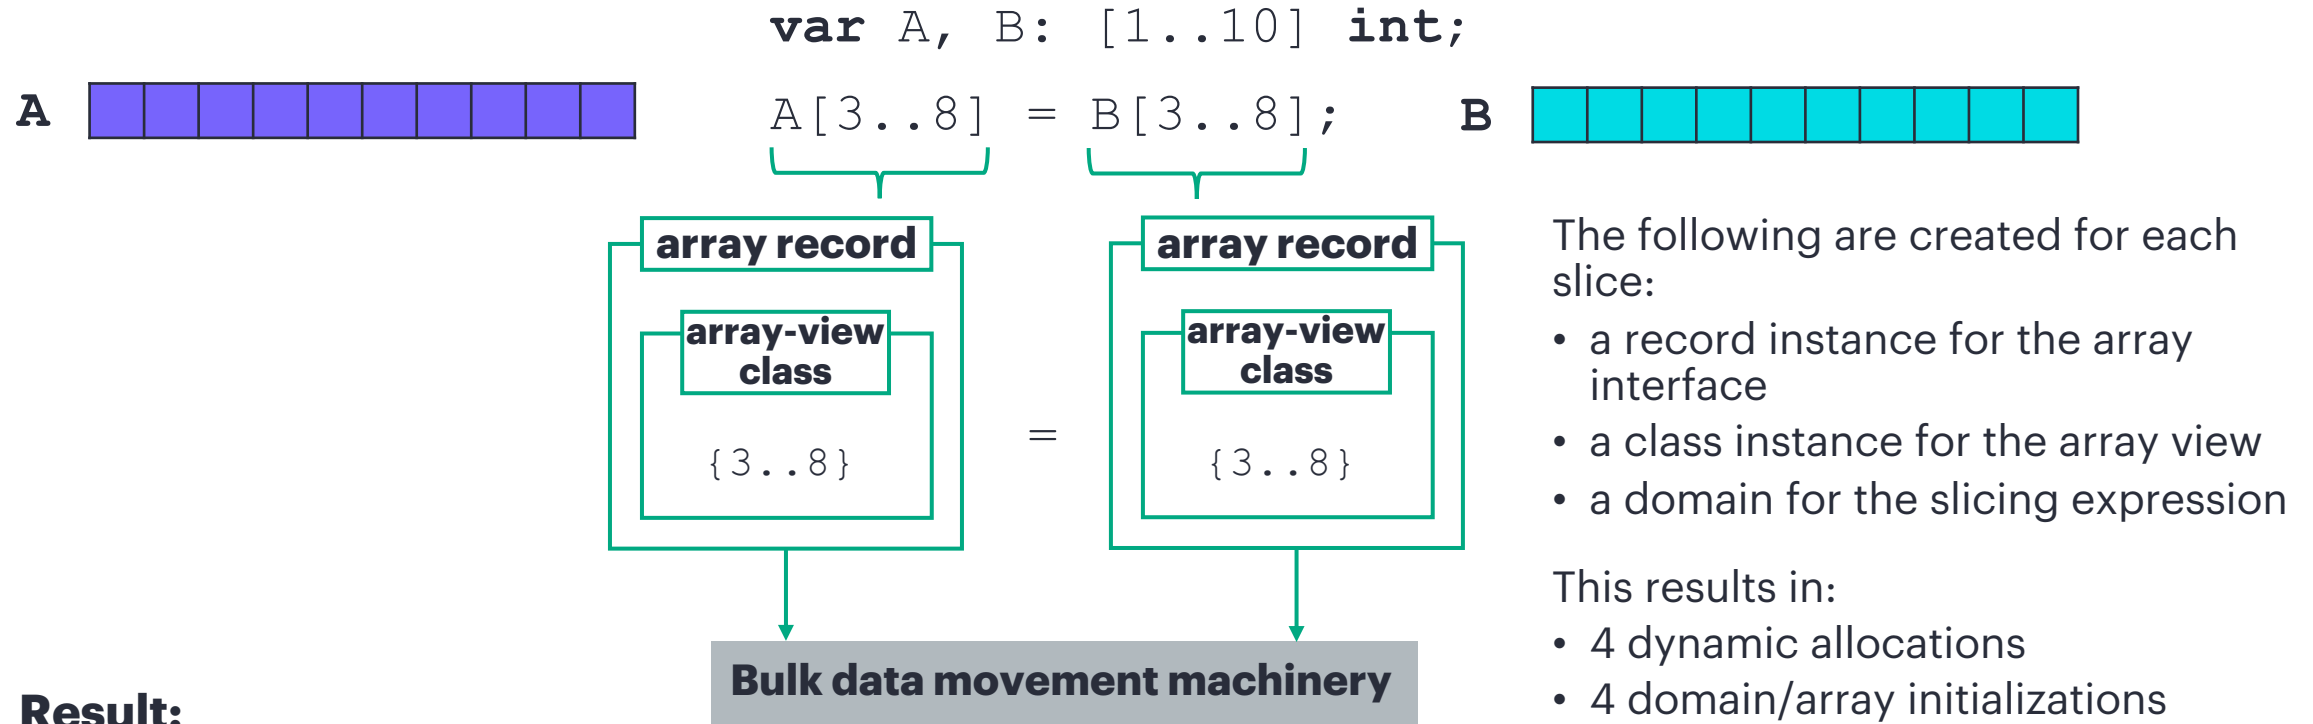 var A, B: [1..10] int;
A
A[3..8] = B[3..8];
B
array record
array-view
class
{3..8}
=
array record
array-view
class
{3..8}
Bulk data movement machinery
The following are created for each
slice:
• a record instance for the array
interface
• a class instance for the array view
• a domain for the slicing expression
This results in:
• 4 dynamic allocations
• 4 domain/array initializations
Result: